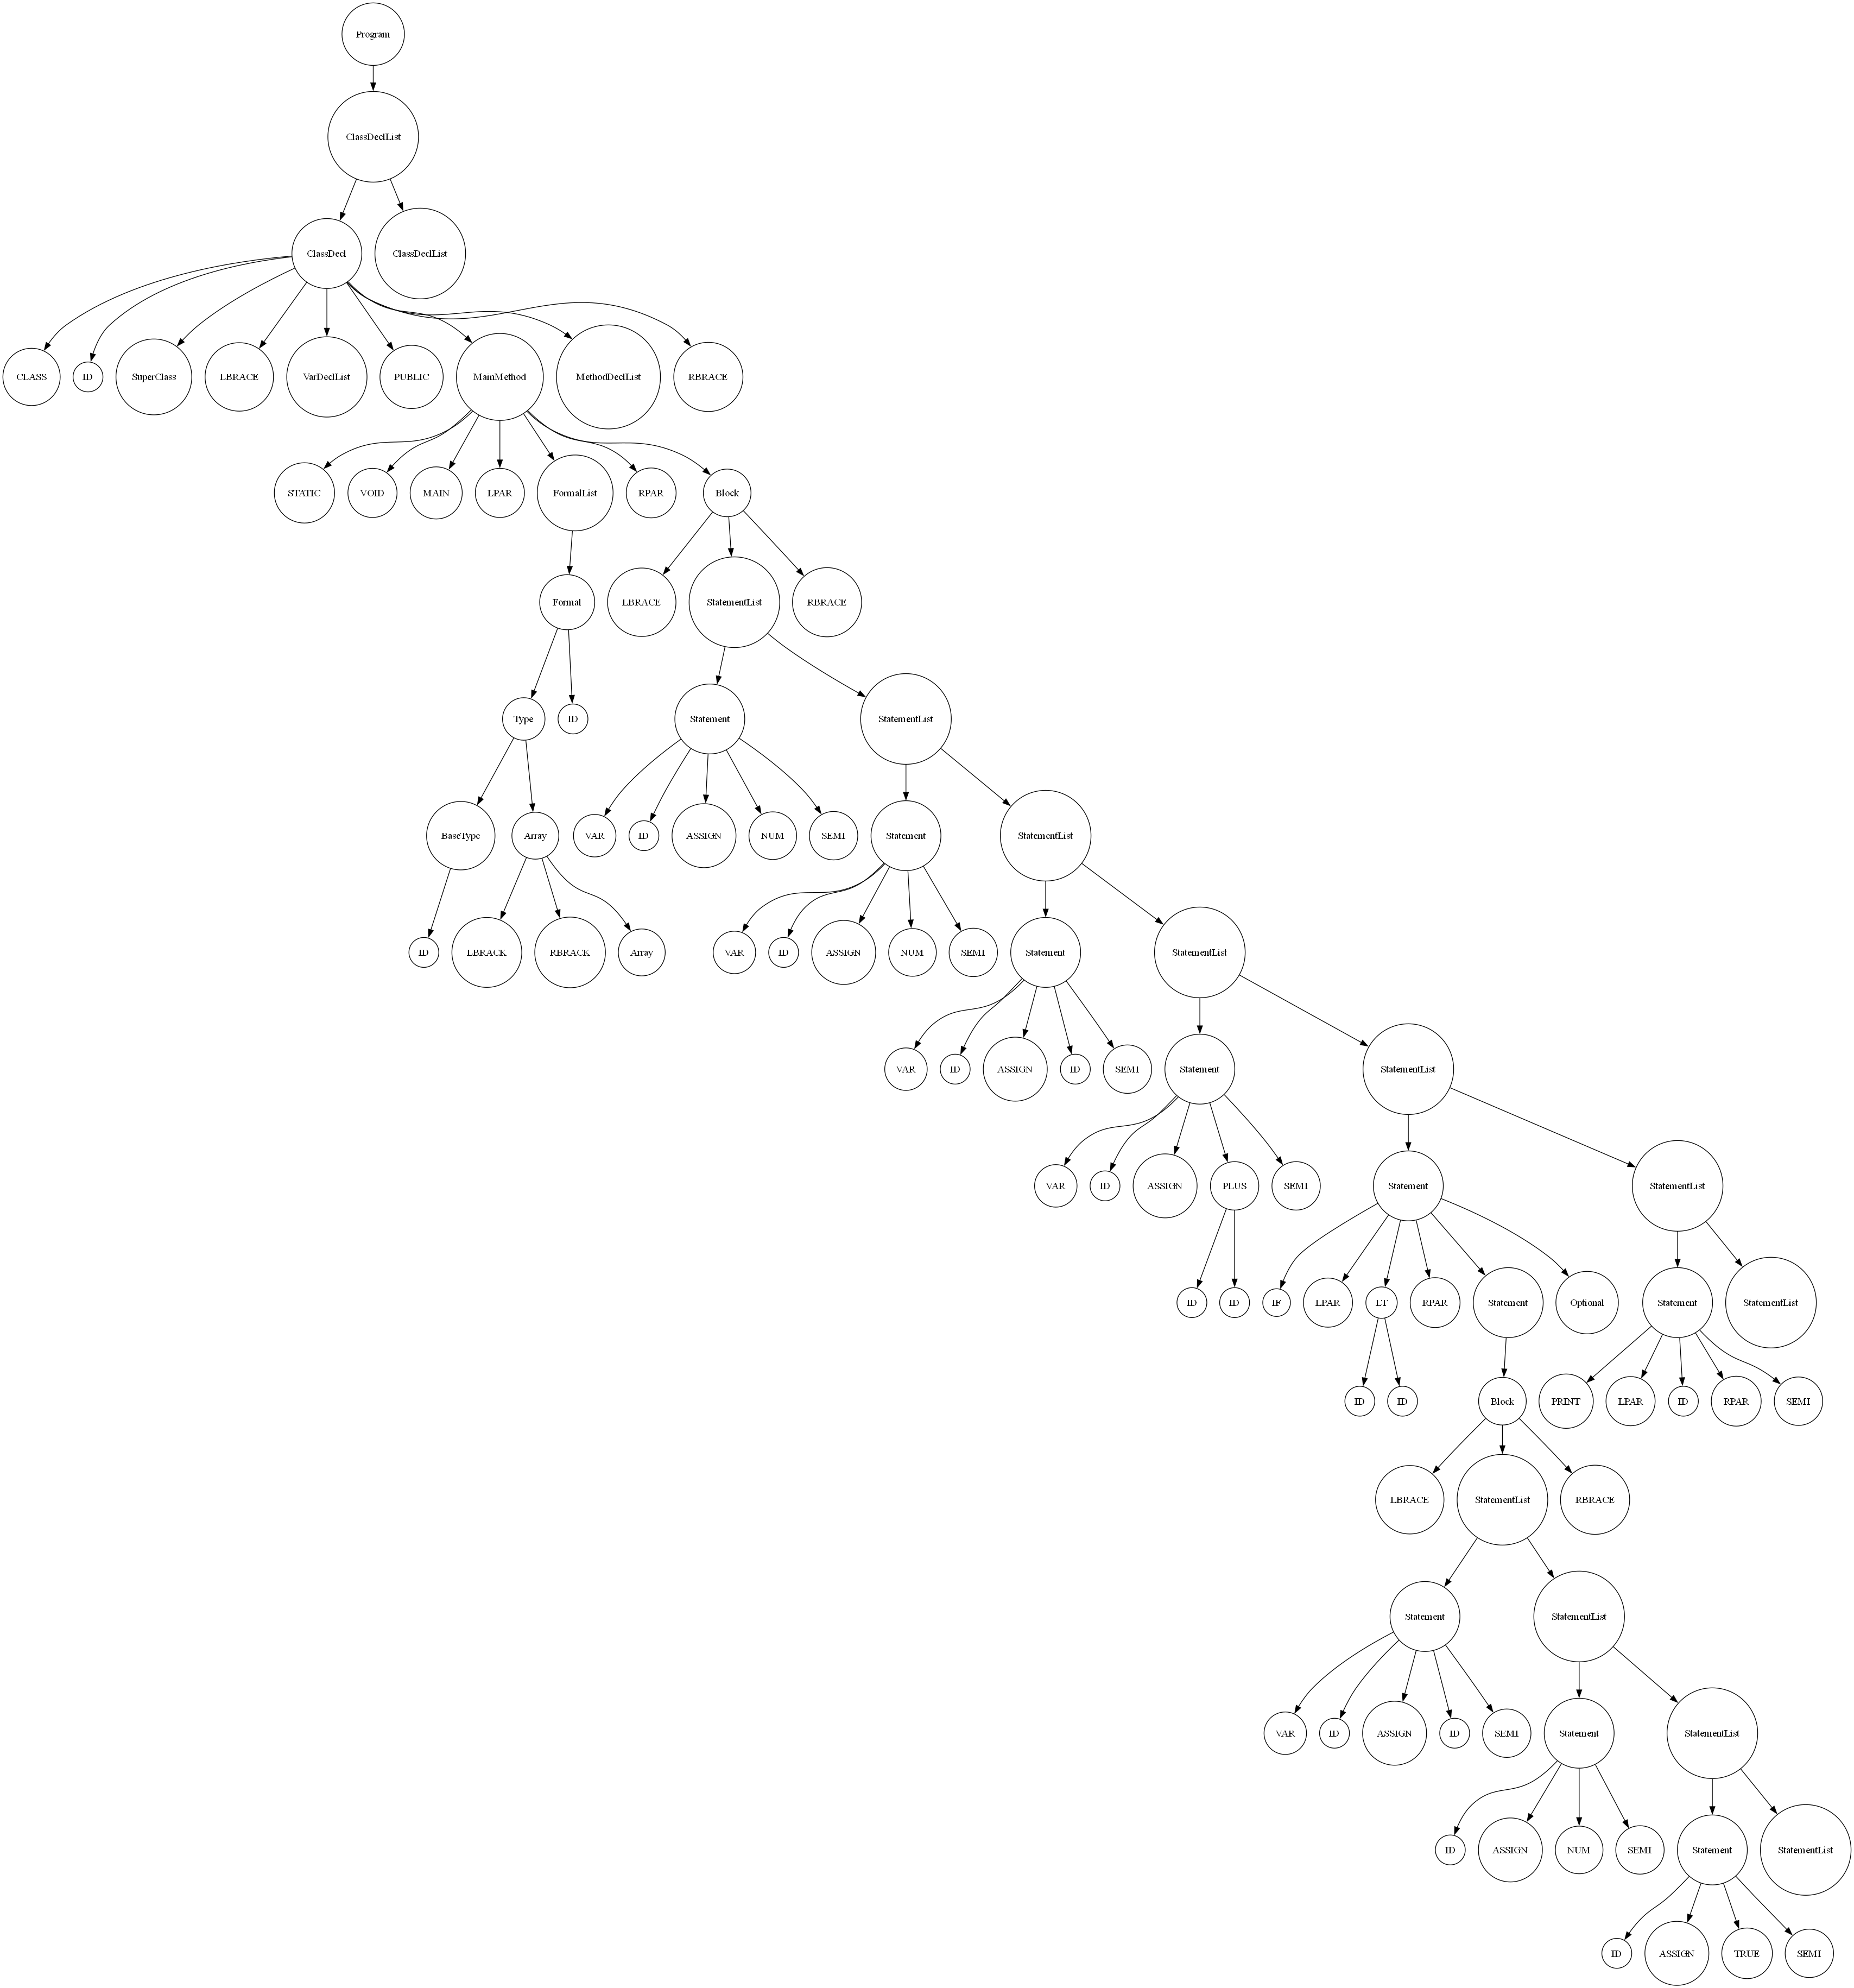 Program
ClassDeclList
ClassDecl ClassDeclList
CLASS ID SuperClass LBRACE VarDeclList PUBLIC MainMethod MethodDeclList RBRACE
STATIC VOID MAIN LPAR FormalList RPAR Block
Formal LBRACE StatementList RBRACE
Type ID Statement StatementList
BaseType Array VAR ID ASSIGN NUM SEMI Statement StatementList
ID LBRACK RBRACK Array VAR ID ASSIGN NUM SEMI Statement StatementList
VAR ID ASSIGN ID SEMI Statement StatementList
VAR ID ASSIGN PLUS SEMI Statement StatementList
ID ID IF LPAR LT RPAR Statement Optional Statement StatementList
ID ID Block PRINT LPAR ID RPAR SEMI
LBRACE StatementList RBRACE
Statement StatementList
VAR ID ASSIGN ID SEMI Statement StatementList
ID ASSIGN NUM SEMI Statement StatementList
ID ASSIGN TRUE SEMI